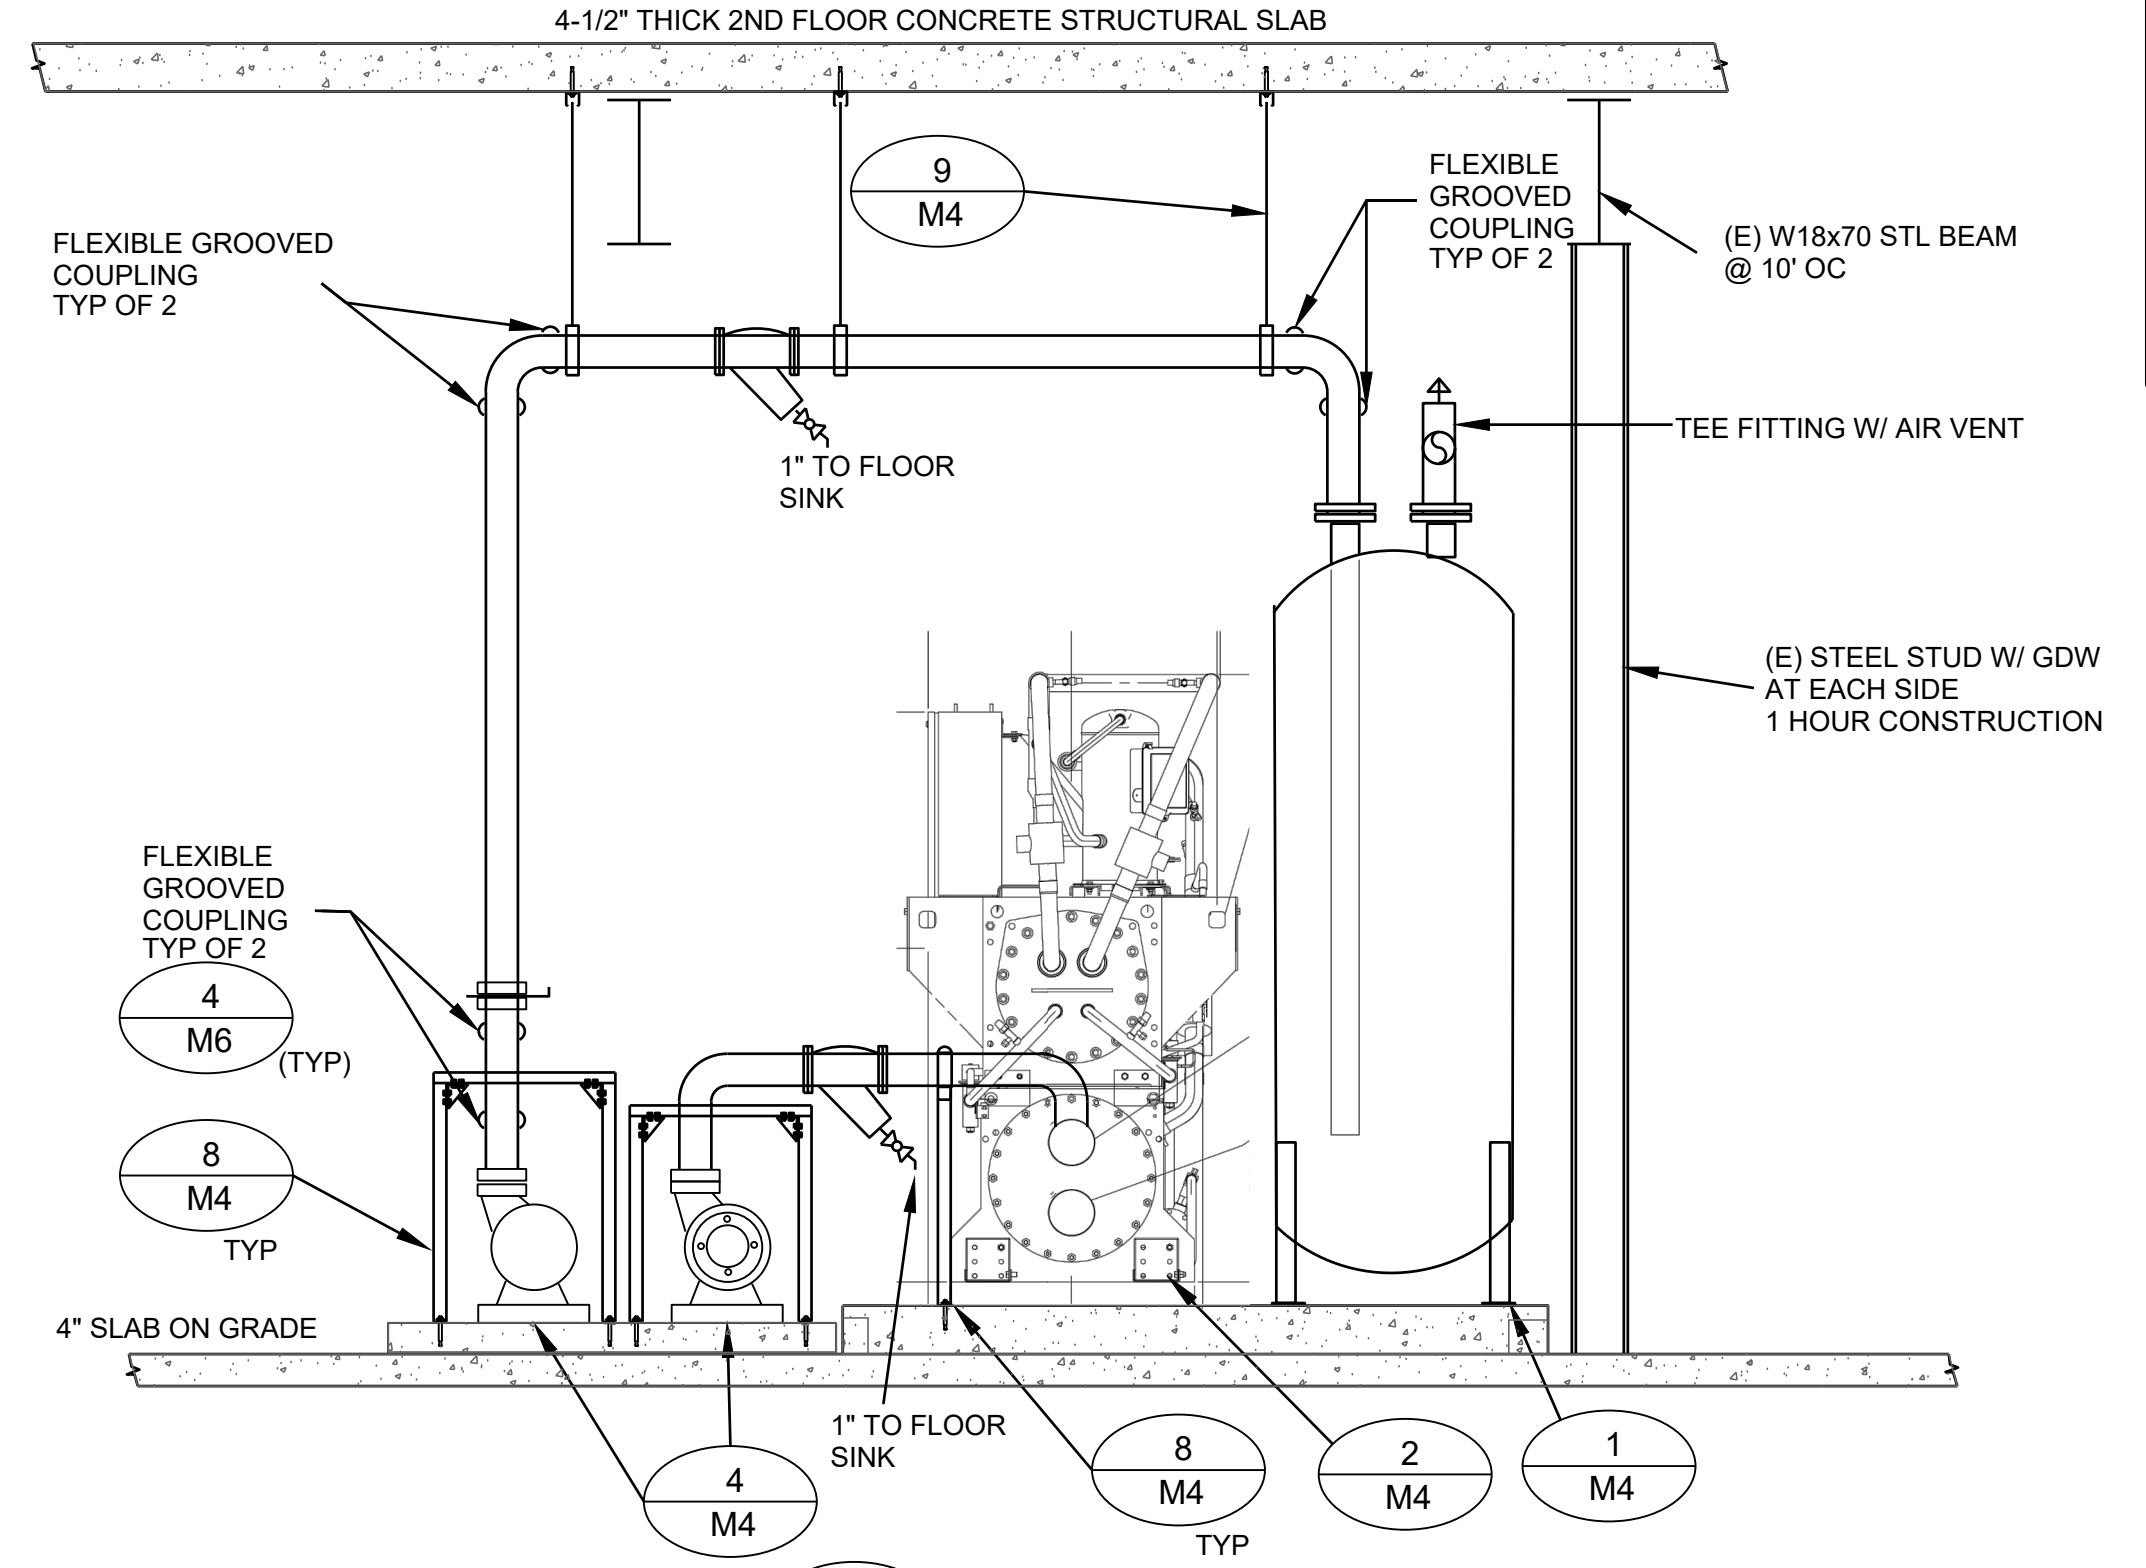 4-1/2" THICK 2ND FLOOR CONCRETE STRUCTURAL SLAB
9
M4
FLEXIBLE
GROOVED
COUPLING
TYP OF 2
(E) W18x70 STL BEAM
@ 10' OC
FLEXIBLE GROOVED
COUPLING
TYP OF 2
TEE FITTING W/ AIR VENT
1" TO FLOOR
SINK
(E) STEEL STUD W/ GDW
AT EACH SIDE
1 HOUR CONSTRUCTION
FLEXIBLE
GROOVED
COUPLING
TYP OF 2
4
M6
(TYP)
8
M4
TYP
4" SLAB ON GRADE
1" TO FLOOR
SINK
4
M4
8
M4
TYP
2
M4
1
M4